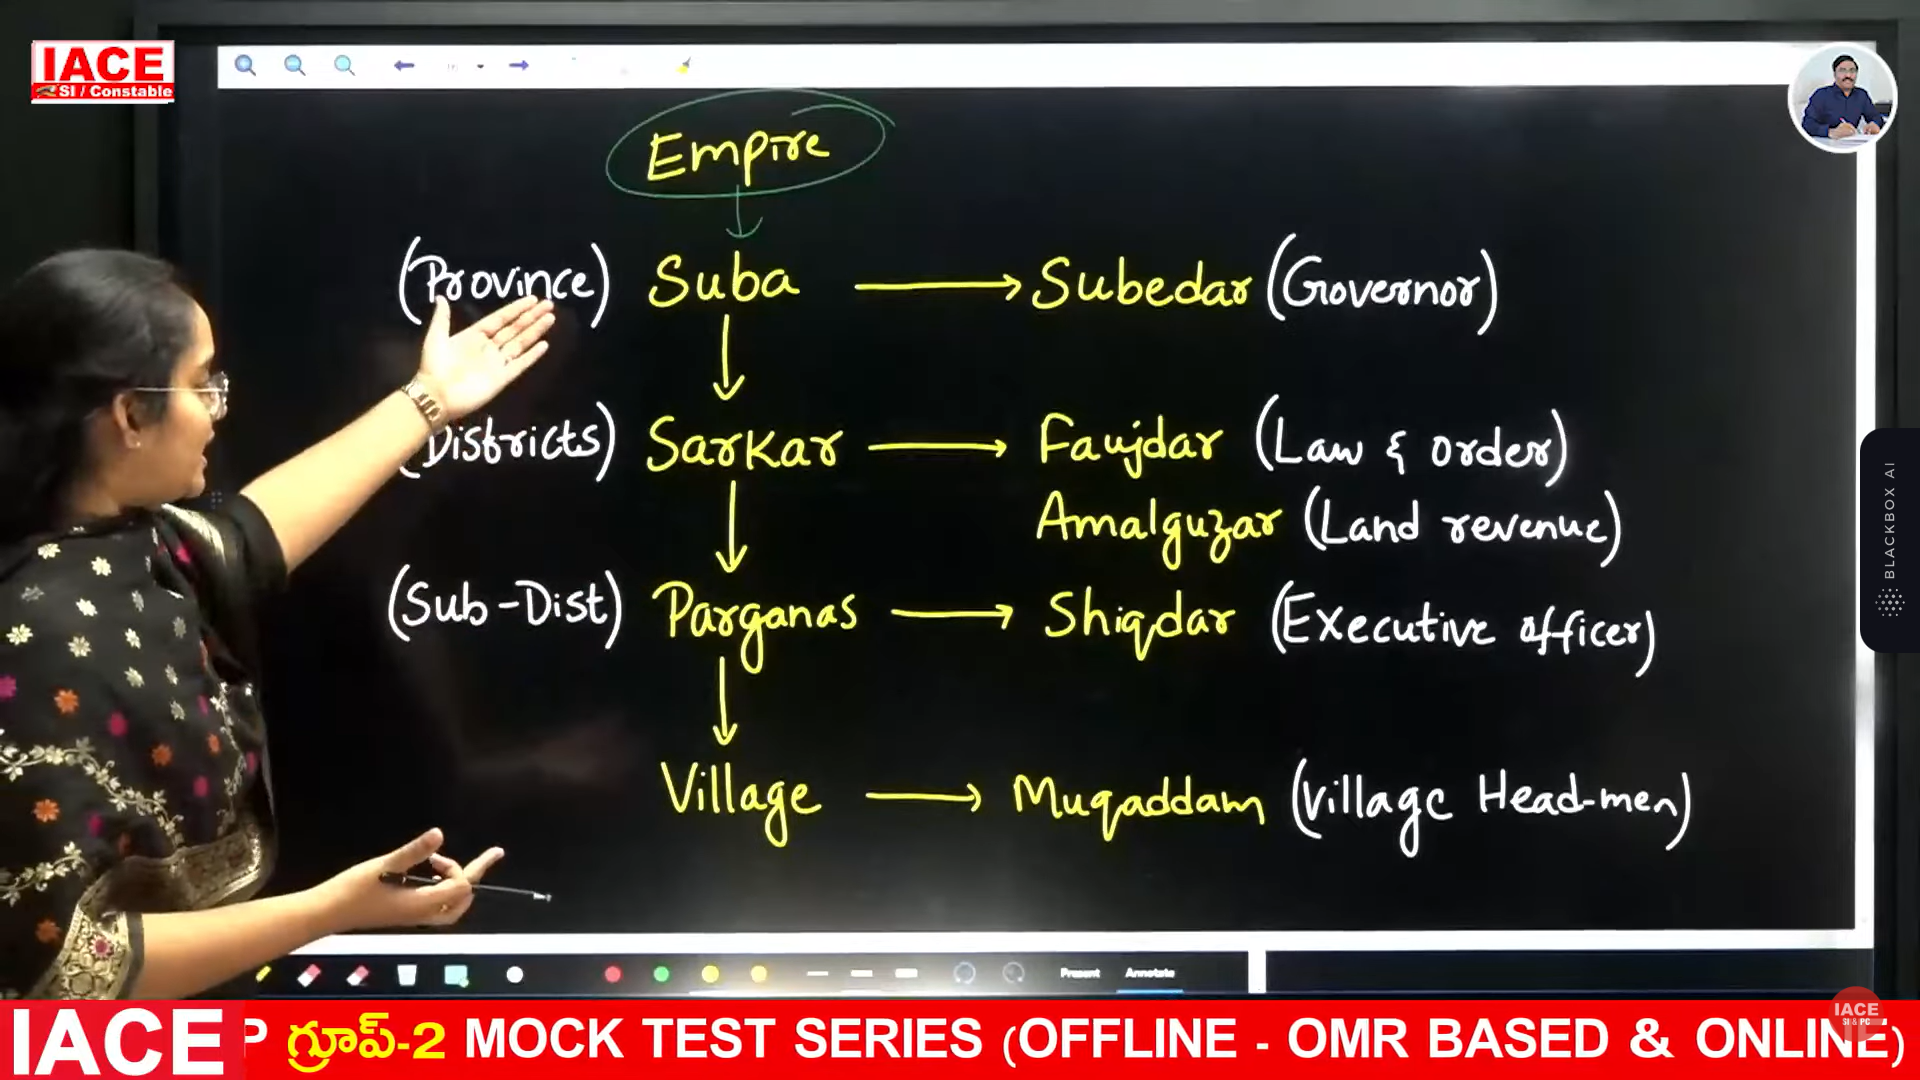 IACE
SI / Constable
Empire
(Province) Suba → Subedar (Governor)
(Districts) Sarkar → Faujdar (Law & order)
Amalguzar (Land revenue)
(Sub-Dist) Parganas → Shiqdar (Executive officer)
Village → Muqaddam (Village Head-men)
BLACKBOX AI
Present Annotate
IACE
SI & PC
IACE P గ్రూప్-2 MOCK TEST SERIES (OFFLINE - OMR BASED & ONLINE)